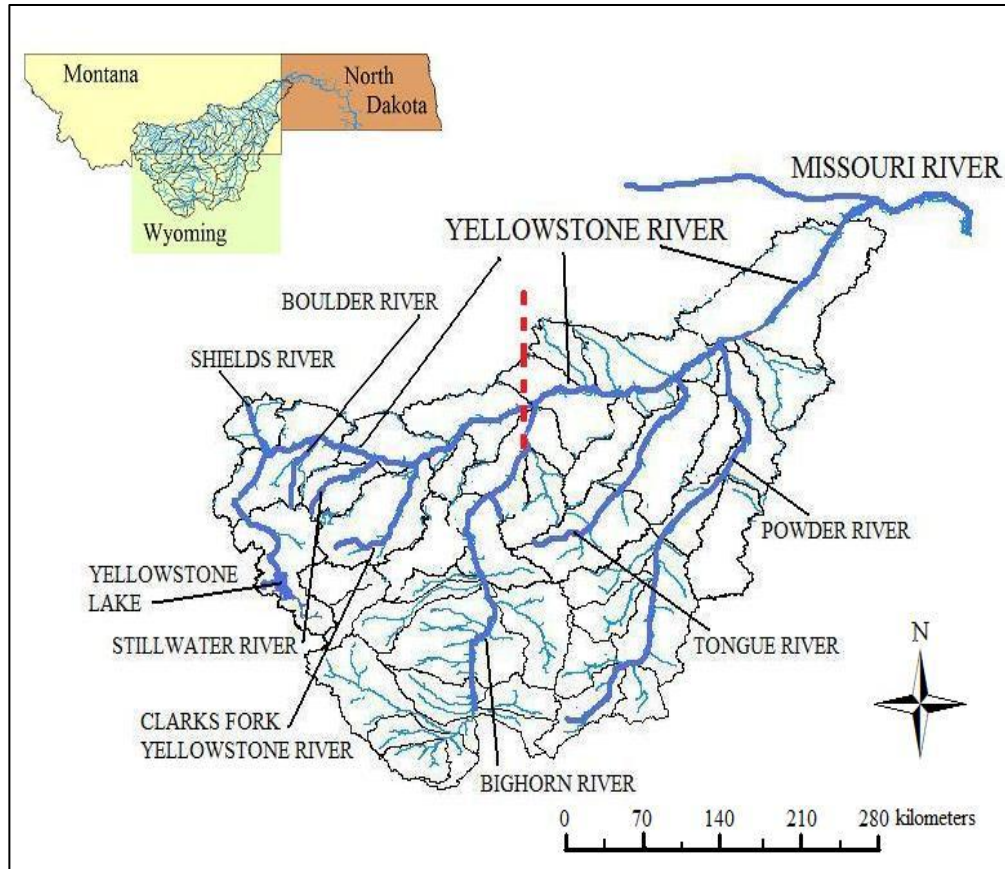 Montana
North
Dakota
Wyoming
MISSOURI RIVER
YELLOWSTONE RIVER
BOULDER RIVER
SHIELDS RIVER
POWDER RIVER
YELLOWSTONE
LAKE
STILLWATER RIVER
TONGUE RIVER
N
CLARKS FORK
YELLOWSTONE RIVER
BIGHORN RIVER
0 70 140 210 280 kilometers